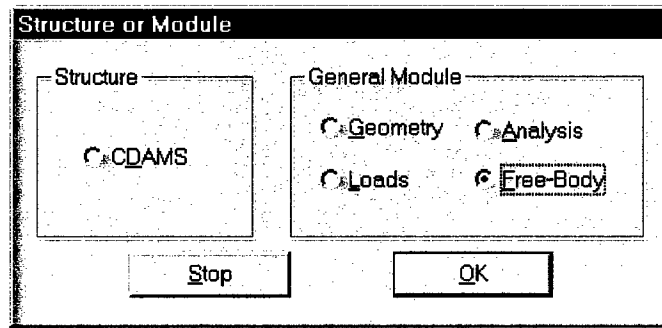 Structure or Module
Structure
General Module
CDAMS
Geometry
Analysis
Loads
Free-Body
Stop
OK